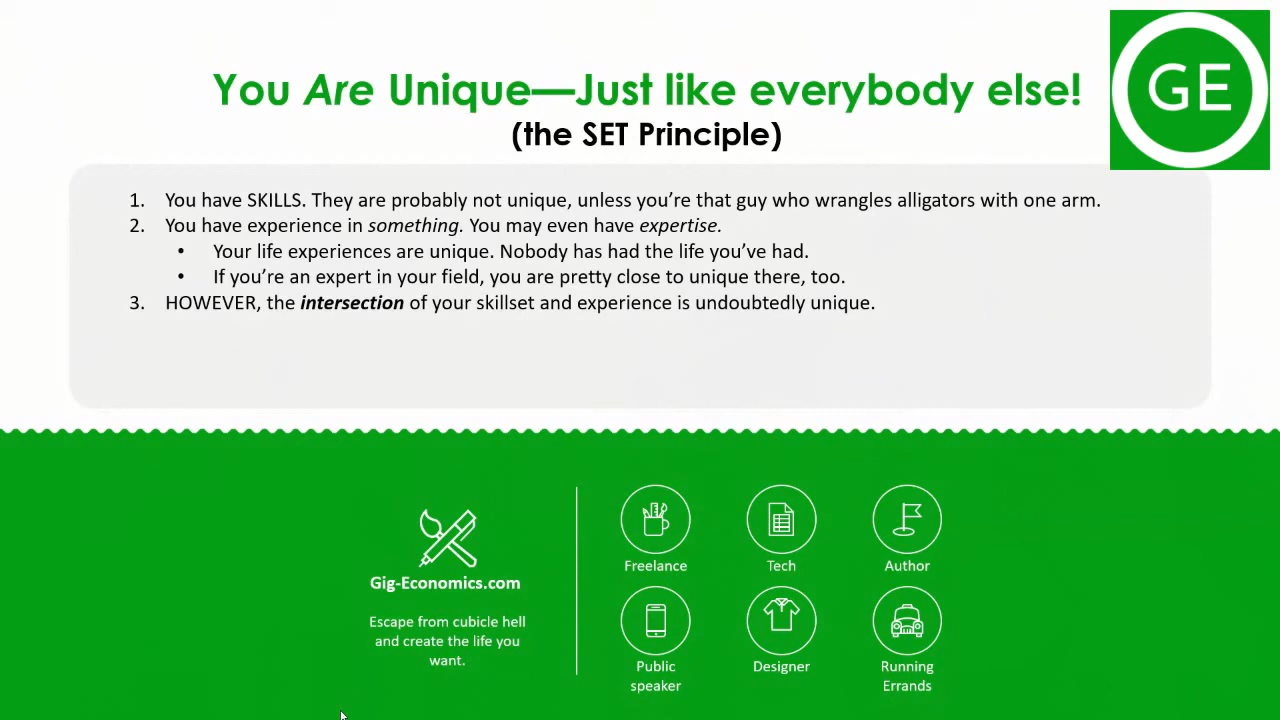 You Are Unique—Just like everybody else!
(the SET Principle)
GE
1. You have SKILLS. They are probably not unique, unless you're that guy who wrangles alligators with one arm.
2. You have experience in something. You may even have expertise.
• Your life experiences are unique. Nobody has had the life you've had.
• If you're an expert in your field, you are pretty close to unique there, too.
3. HOWEVER, the intersection of your skillset and experience is undoubtedly unique.
Gig-Economics.com
Escape from cubicle hell
and create the life you
want.
Freelance
Tech
Author
Public
speaker
Designer
Running
Errands